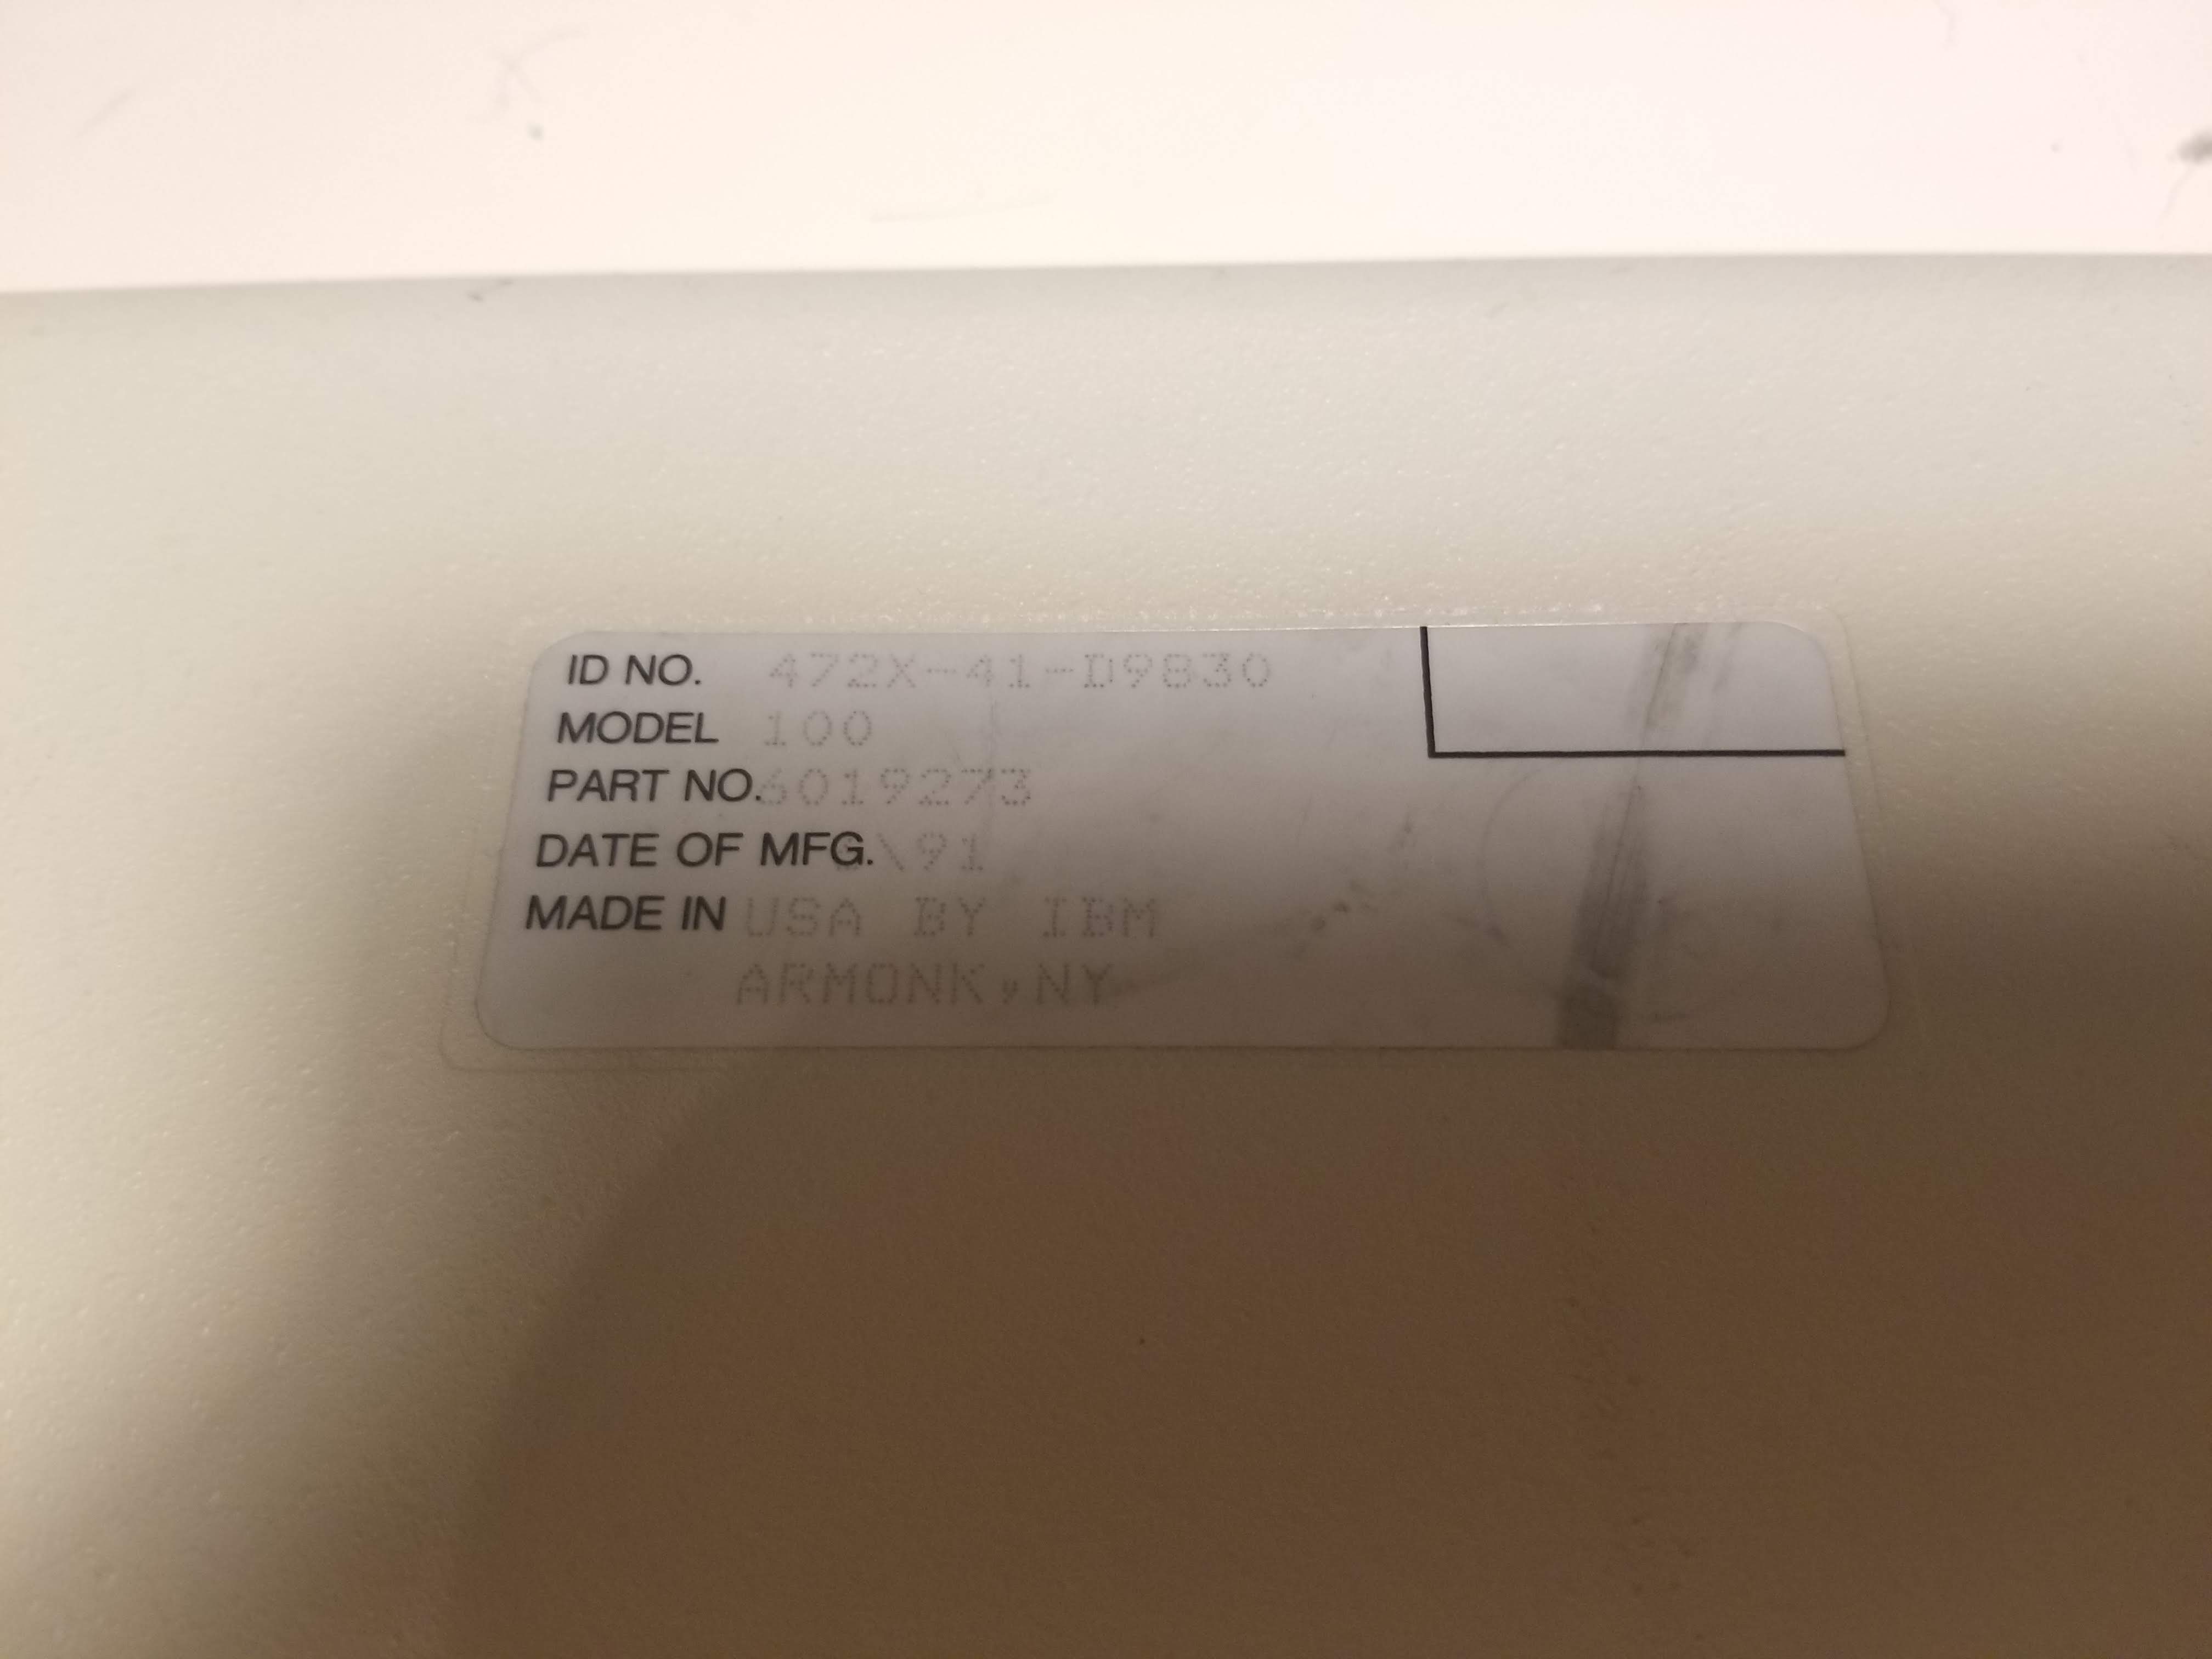 ID NO. 472X-41-D9830
MODEL 100
PART NO. 6019273
DATE OF MFG. \91
MADE IN USA BY IBM
ARMONK,NY